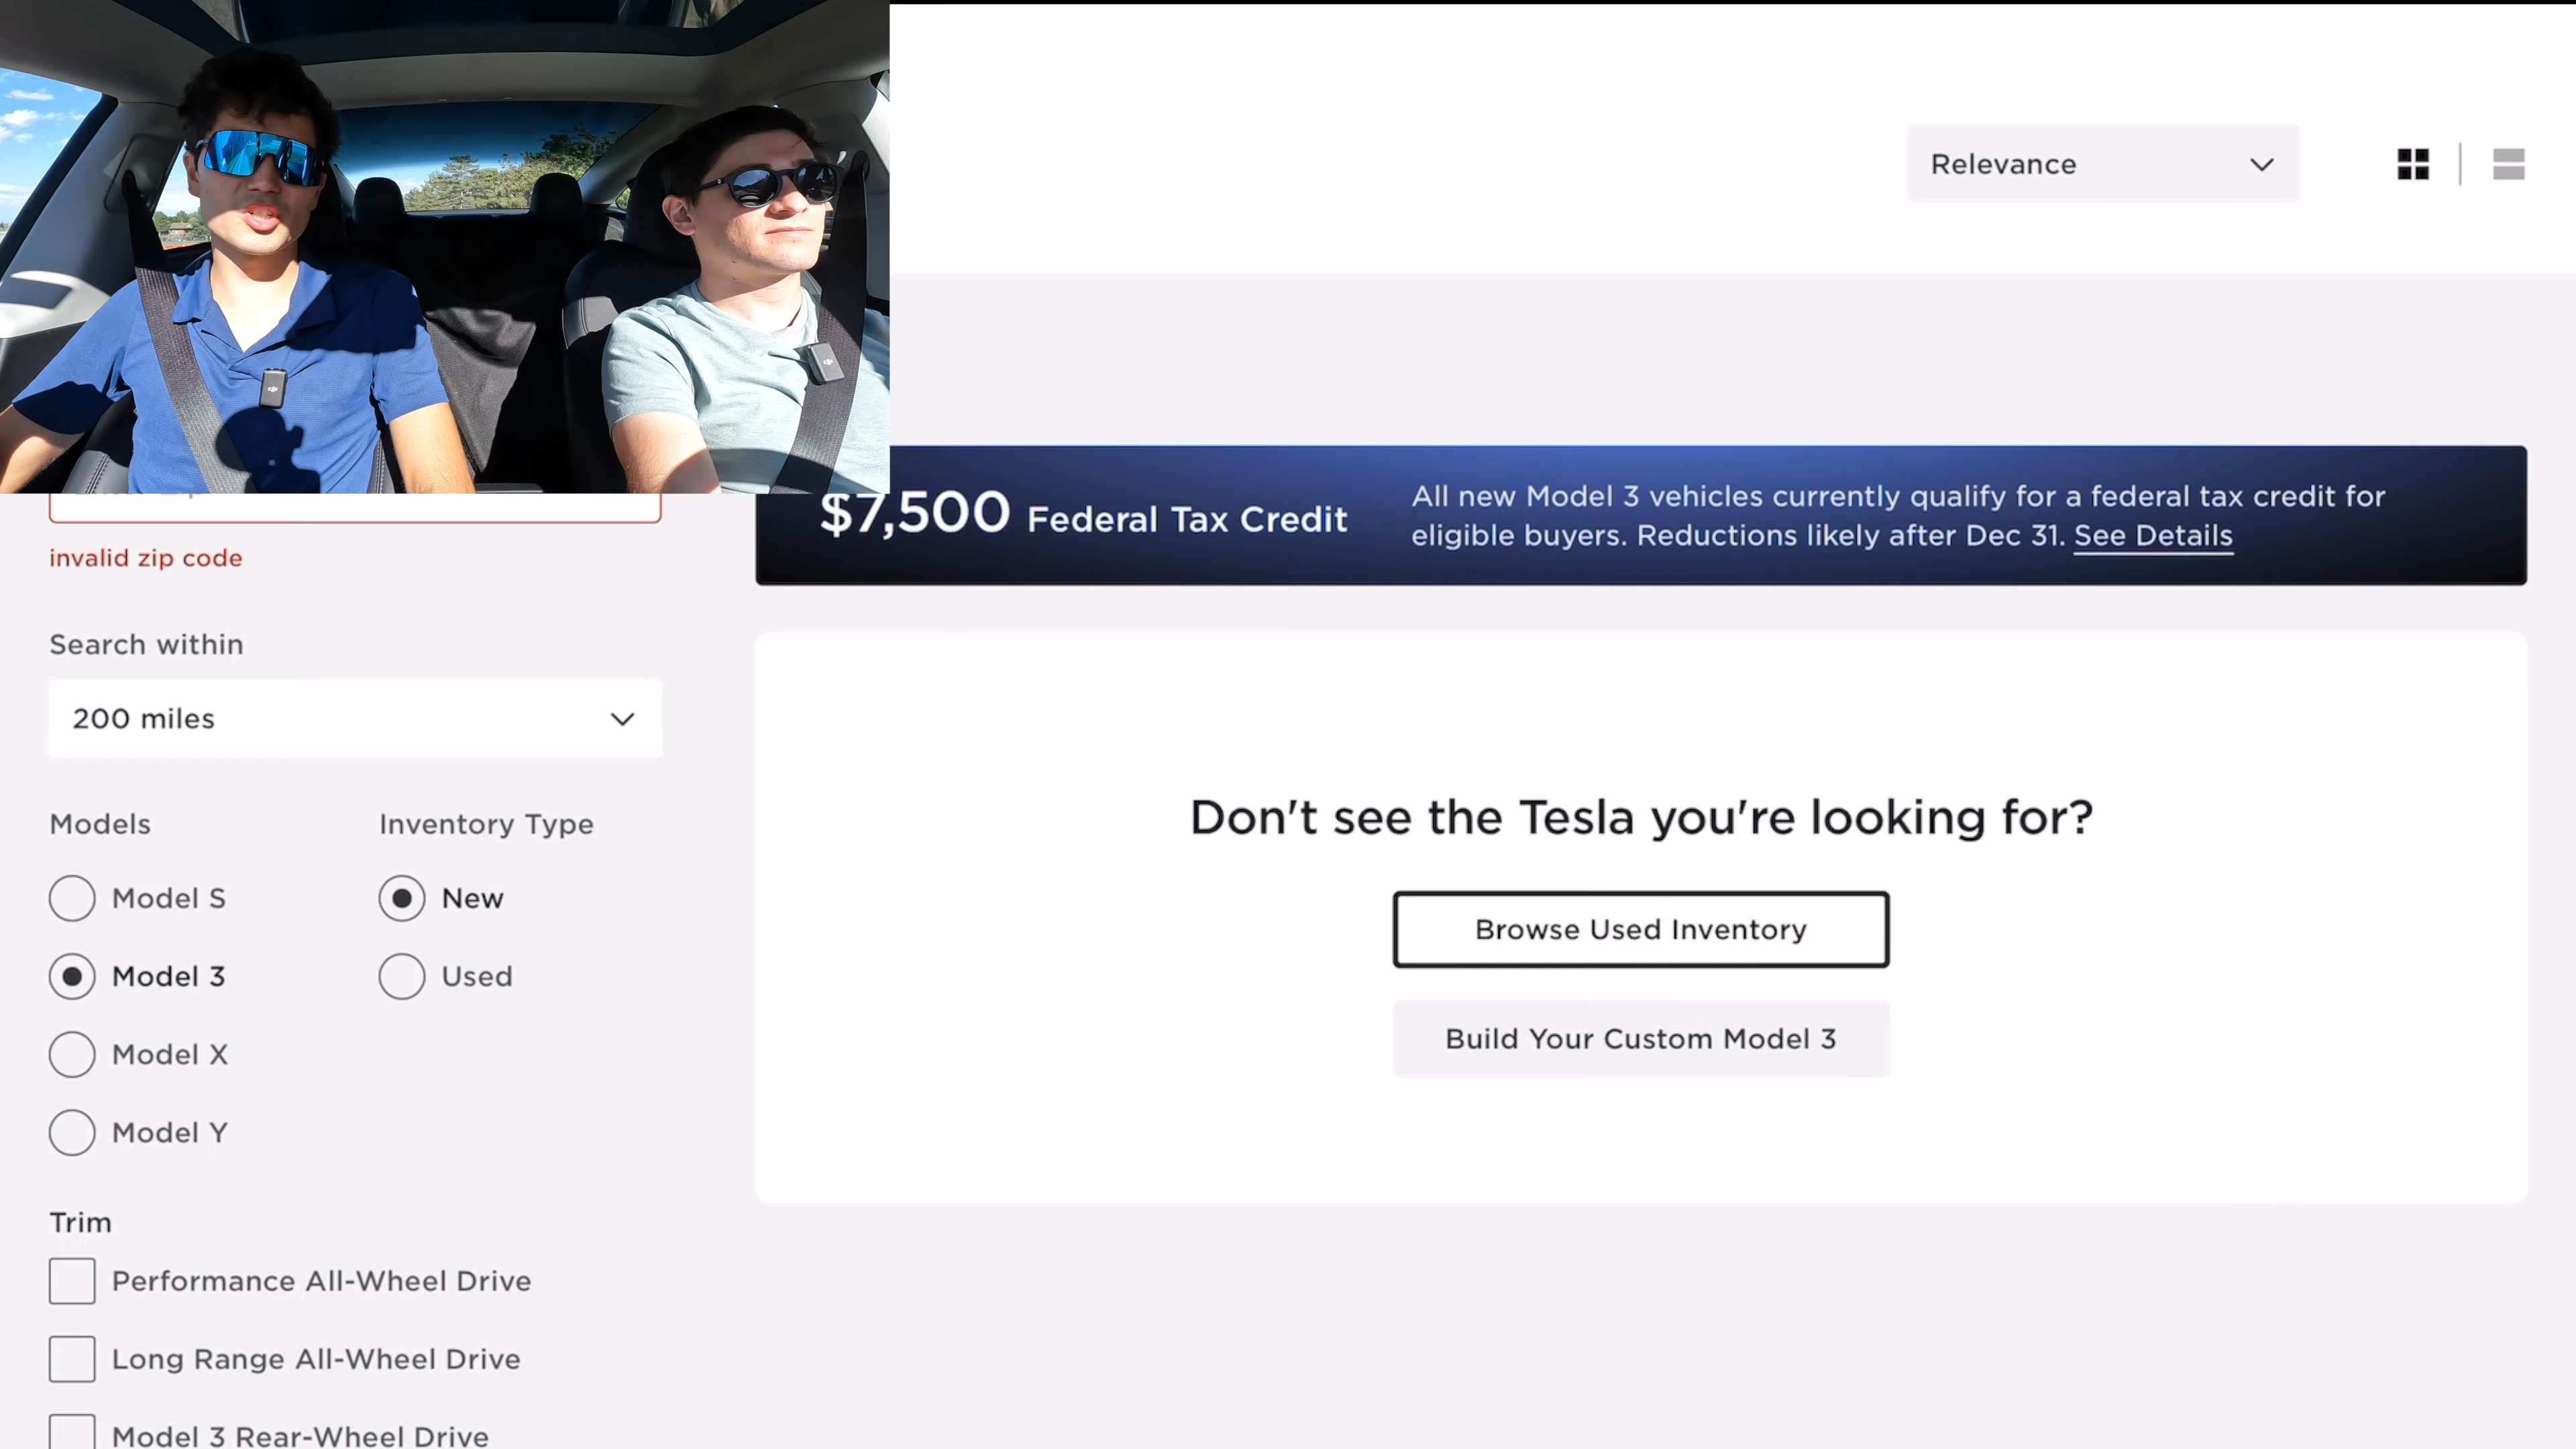 Relevance
$7,500 Federal Tax Credit
All new Model 3 vehicles currently qualify for a federal tax credit for
eligible buyers. Reductions likely after Dec 31. See Details
invalid zip code
Search within
200 miles
Models
Inventory Type
Model S
New
Model 3
Used
Model X
Model Y
Don't see the Tesla you're looking for?
Browse Used Inventory
Build Your Custom Model 3
Trim
Performance All-Wheel Drive
Long Range All-Wheel Drive
Model 3 Rear-Wheel Drive